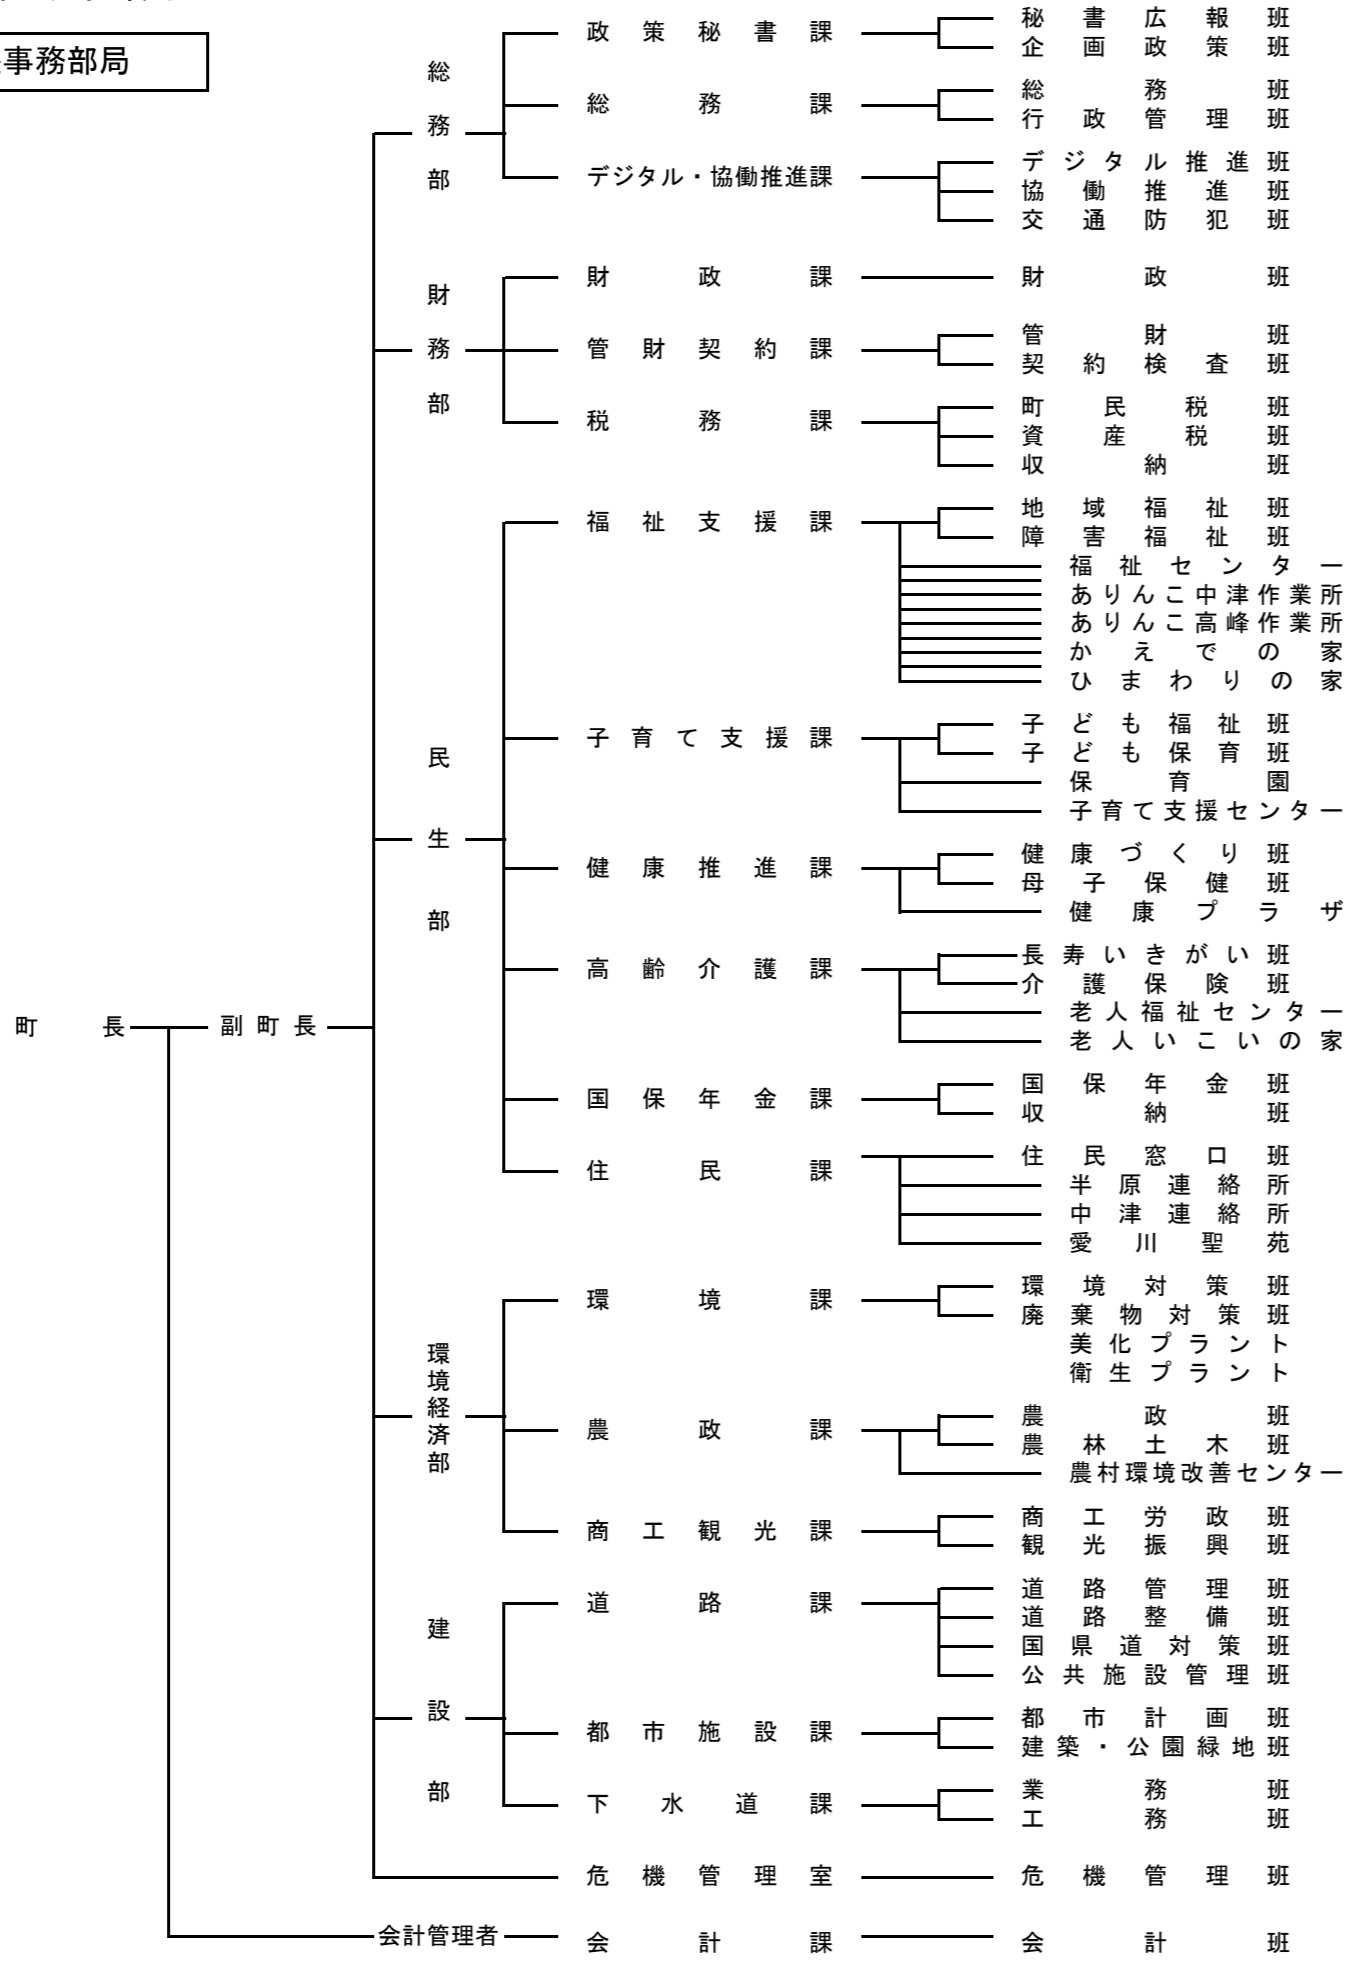 事務部局
政策秘書課 秘書広報班
企画政策班
総務部
総務課 総務班
行政管理班
デジタル・協働推進課 デジタル推進班
協働推進班
交通防犯班
財務部
財政課 財政班
管財契約課 管財班
契約検査班
税務課 町民税班
資産税班
収納班
民生部
福祉支援課 地域福祉班
障害福祉班
福祉センター
ありんこ中津作業所
ありんこ高峰作業所
かえでの家
ひまわりの家
子育て支援課 子ども福祉班
子ども保育班
保育園
子育て支援センター
健康推進課 健康づくり班
母子保健班
健康プラザ
高齢介護課 長寿いきがい班
介護保険班
老人福祉センター
町長 副町長
老人いこいの家
国保年金課 国保年金班
収納班
住民課 住民窓口班
半原連絡所
中津連絡所
愛川聖苑
環境経済部
環境課 環境対策班
廃棄物対策班
美化プラント
衛生プラント
農政課 農政班
農林土木班
農村環境改善センター
商工観光課 商工労政班
観光振興班
建設部
道路課 道路管理班
道路整備班
国県道対策班
公共施設管理班
都市施設課 都市計画班
建築・公園緑地班
下水道課 業務班
工務班
危機管理室 危機管理班
会計管理者 会計課 会計班